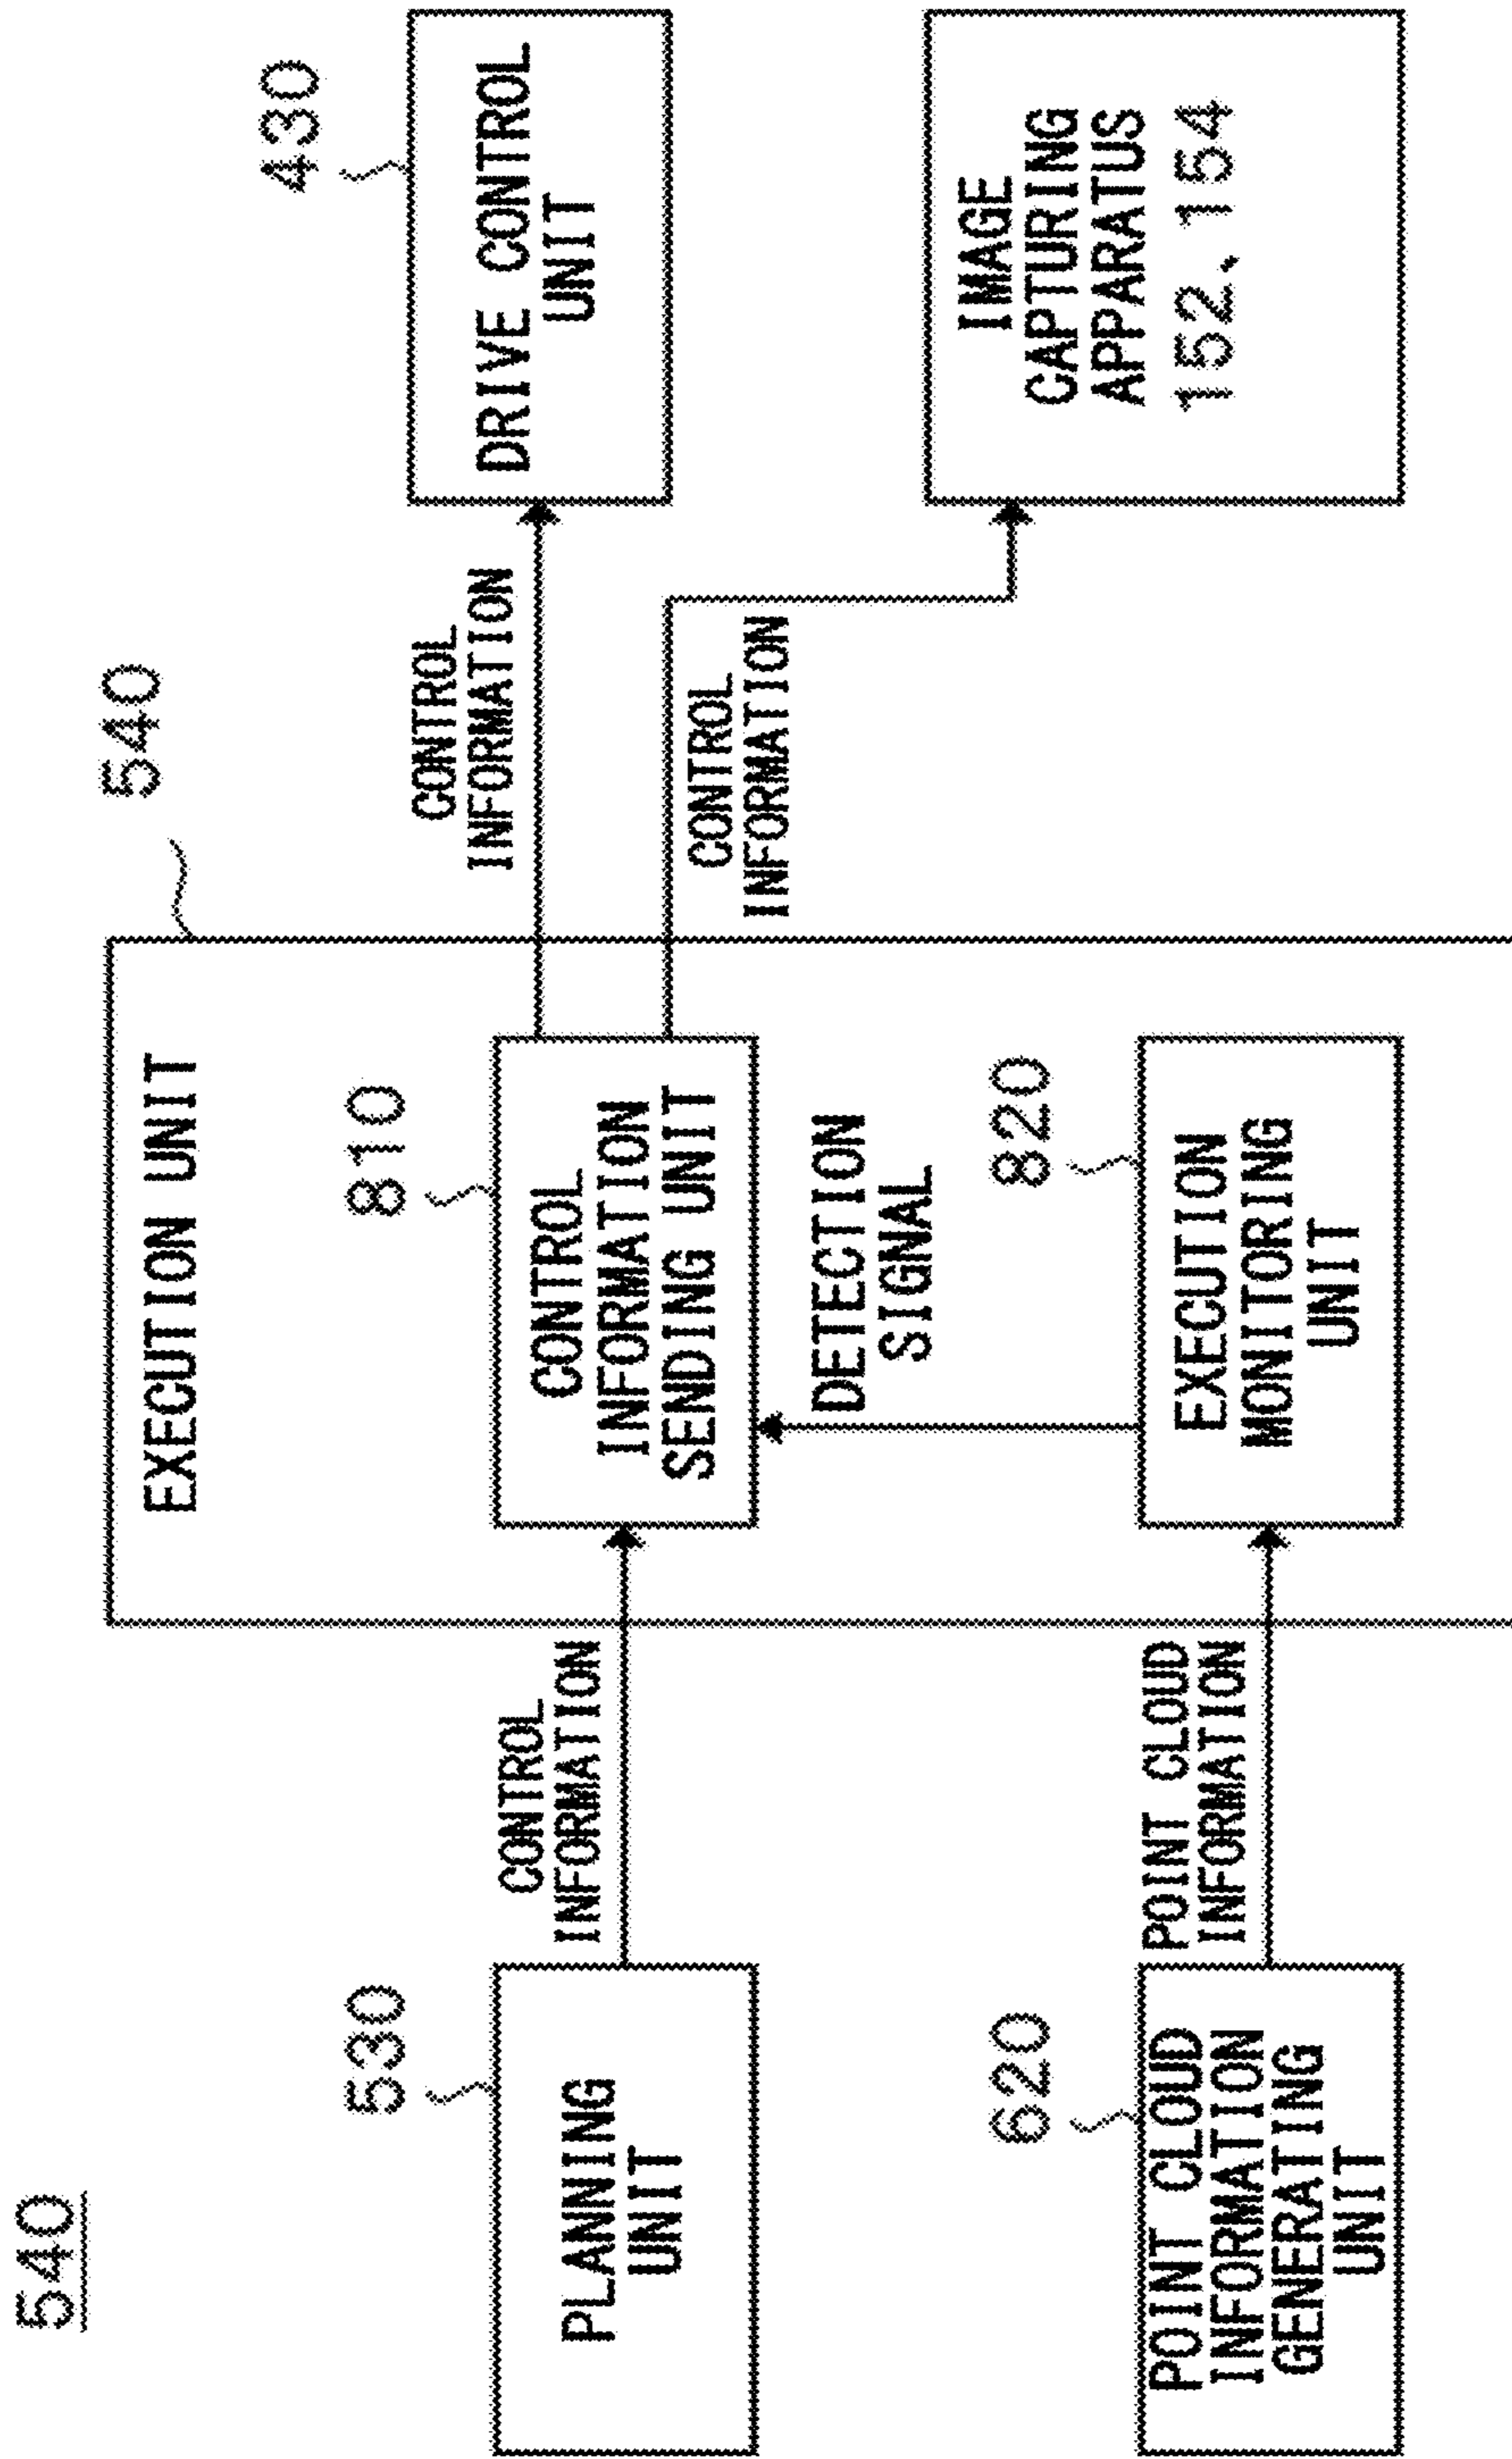 540
540
EXECUTION UNIT
530
PLANNING
UNIT
CONTROL
INFORMATION
810
CONTROL
INFORMATION
SENDING UNIT
CONTROL
INFORMATION
430
DRIVE CONTROL
UNIT
CONTROL
INFORMATION
DETECTION
SIGNAL
IMAGE
CAPTURING
APPARATUS
152、154
620
POINT CLOUD
INFORMATION
GENERATING
UNIT
POINT CLOUD
INFORMATION
820
EXECUTION
MONITORING
UNIT